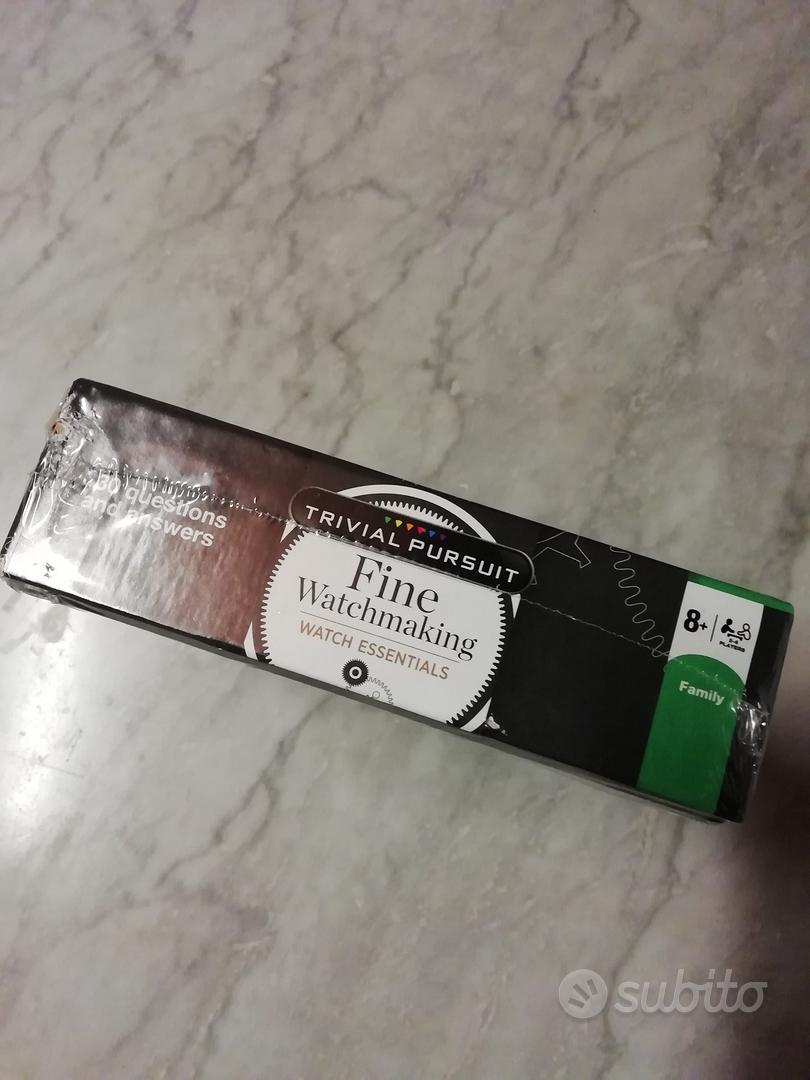 questions
and answers
TRIVIAL PURSUIT
Fine
Watchmaking
WATCH ESSENTIALS
8+
PLAYERS
Family
subito